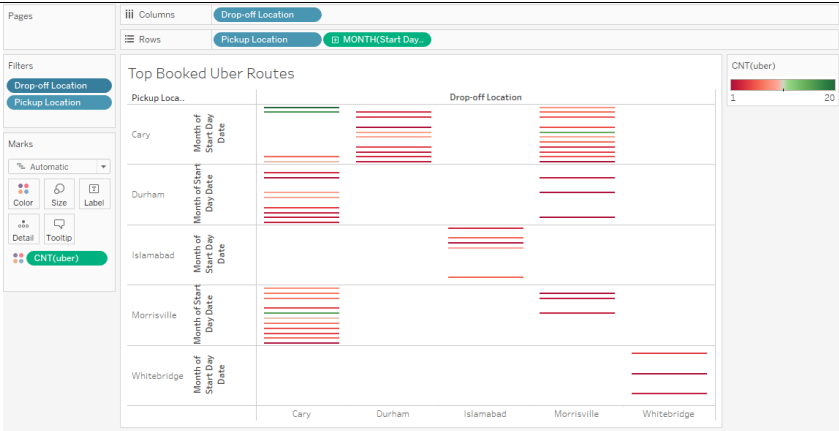 Pages
Columns
Drop-off Location
Rows
Pickup Location
MONTH(Start Day..
Filters
Drop-off Location
Pickup Location
Marks
Automatic
Color
Size
Label
Detail
Tooltip
CNT(uber)
Top Booked Uber Routes
Pickup Loca..
Drop-off Location
Cary
Month of
Start Day
Date
Durham
Month of Start
Day Date
Islamabad
Month of
Start Day
Date
Morrisville
Month of Start
Day Date
Whitebridge
Month of
Start Day
Date
Cary
Durham
Islamabad
Morrisville
Whitebridge
CNT(uber)
1
20